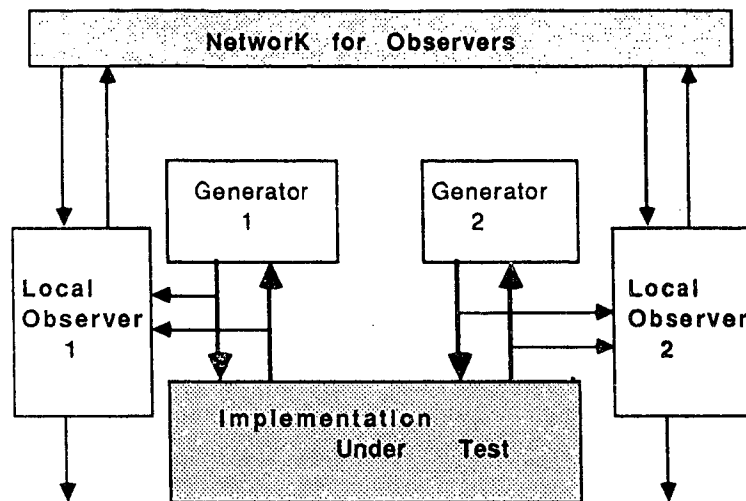 NetworK for Observers
Generator
1
Generator
2
Local
Observer
1
Local
Observer
2
Implementation
Under Test